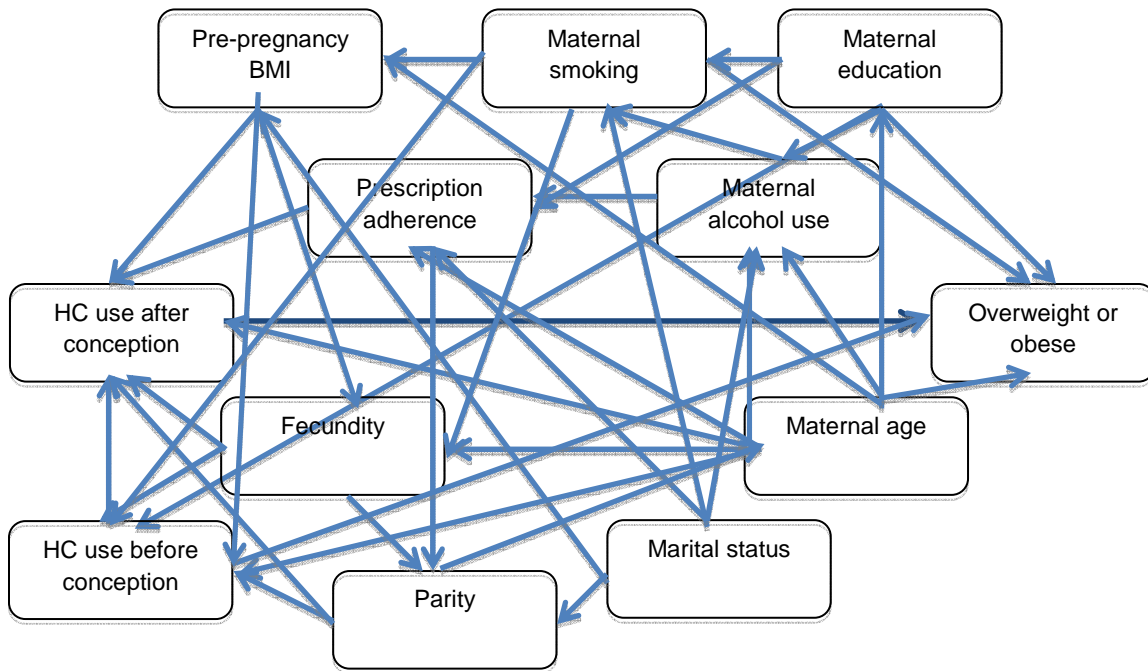 Pre-pregnancy
BMI
Maternal
smoking
Maternal
education
Prescription
adherence
Maternal
alcohol use
HC use after
conception
Overweight or
obese
Fecundity
Maternal age
HC use before
conception
Marital status
Parity